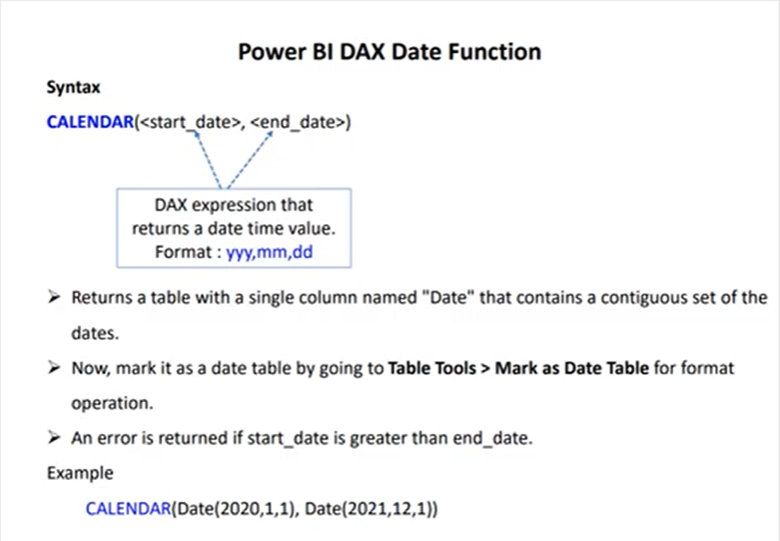 Power BI DAX Date Function
Syntax
CALENDAR(<start_date>, <end_date>)
DAX expression that
returns a date time value.
Format : yyy,mm,dd
➢ Returns a table with a single column named "Date" that contains a contiguous set of the
dates.
➢ Now, mark it as a date table by going to Table Tools > Mark as Date Table for format
operation.
➢ An error is returned if start_date is greater than end_date.
Example
CALENDAR(Date(2020,1,1), Date(2021,12,1))